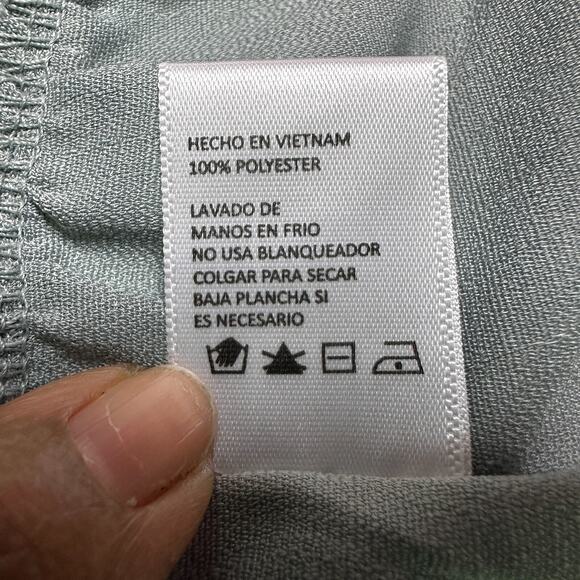 HECHO EN VIETNAM
100% POLYESTER
LAVADO DE
MANOS EN FRIO
NO USA BLANQUEADOR
COLGAR PARA SECAR
BAJA PLANCHA SI
ES NECESARIO